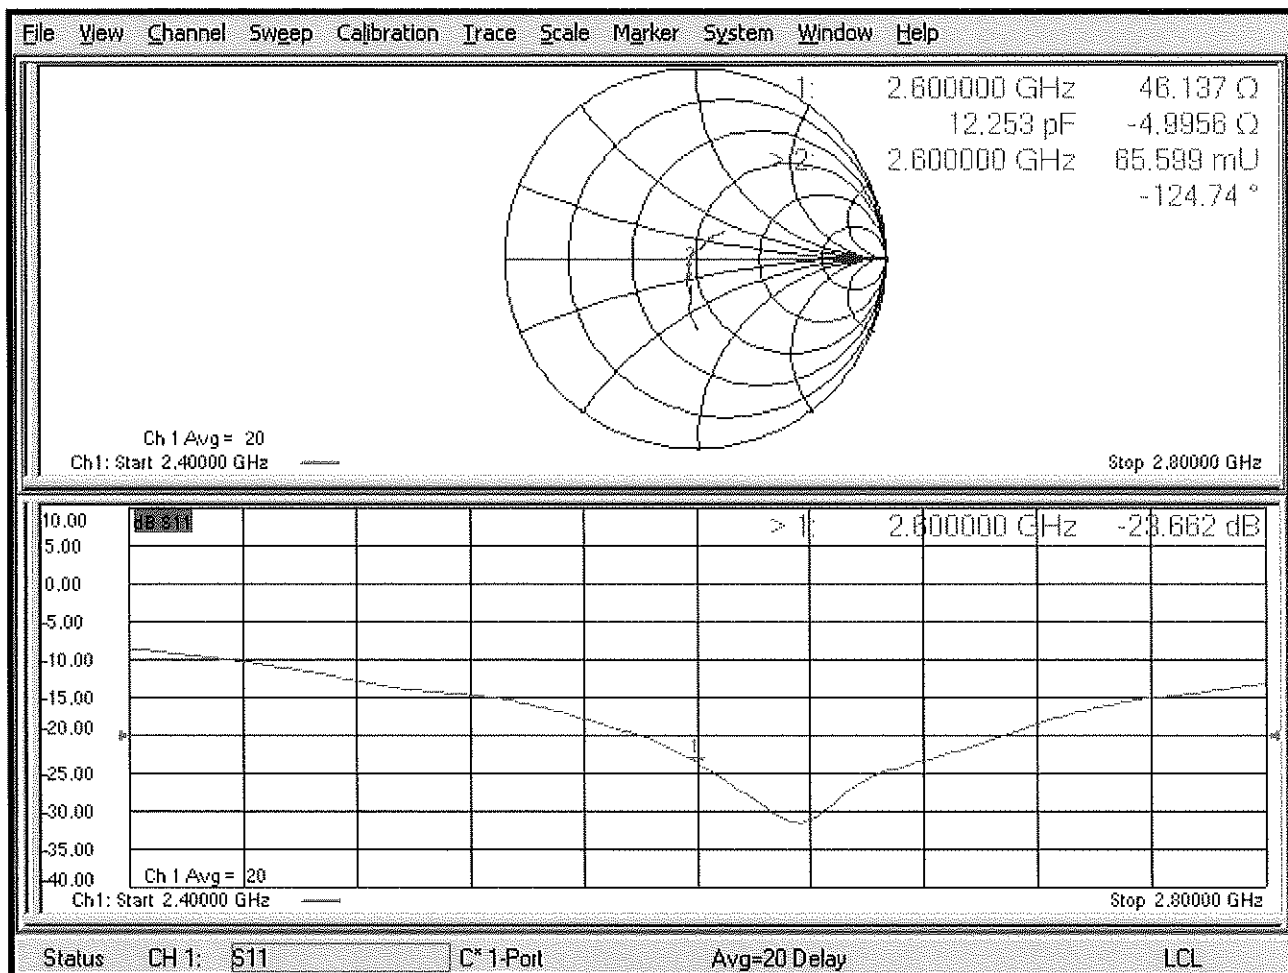 File View Channel Sweep Calibration Trace Scale Marker System Window Help
1: 2.600000 GHz 46.137 Ω
12.253 pF -4.9956 Ω
> 2: 2.600000 GHz 65.599 mU
-124.74 °
Ch 1 Avg = 20
Ch1: Start 2.40000 GHz Stop 2.80000 GHz
10.00 dB S11 > 1: 2.600000 GHz -23.662 dB
5.00
0.00
-5.00
-10.00
-15.00
-20.00
1
-25.00
-30.00
-35.00
-40.00 Ch 1 Avg = 20
Ch1: Start 2.40000 GHz Stop 2.80000 GHz
Status CH 1: S11 C* 1-Port Avg=20 Delay LCL